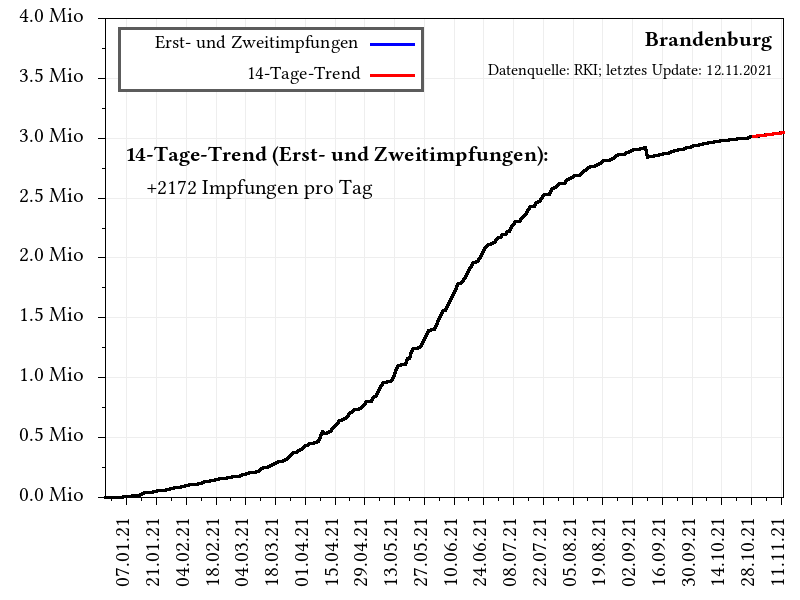 4.0 Mio
3.5 Mio
3.0 Mio
2.5 Mio
2.0 Mio
1.5 Mio
1.0 Mio
0.5 Mio
0.0 Mio
Erst- und Zweitimpfungen
14-Tage-Trend
Brandenburg
Datenquelle: RKI; letztes Update: 12.11.2021
14-Tage-Trend (Erst- und Zweitimpfungen):
+2172 Impfungen pro Tag
07.01.21
21.01.21
04.02.21
18.02.21
04.03.21
18.03.21
01.04.21
15.04.21
29.04.21
13.05.21
27.05.21
10.06.21
24.06.21
08.07.21
22.07.21
05.08.21
19.08.21
02.09.21
16.09.21
30.09.21
14.10.21
28.10.21
11.11.21